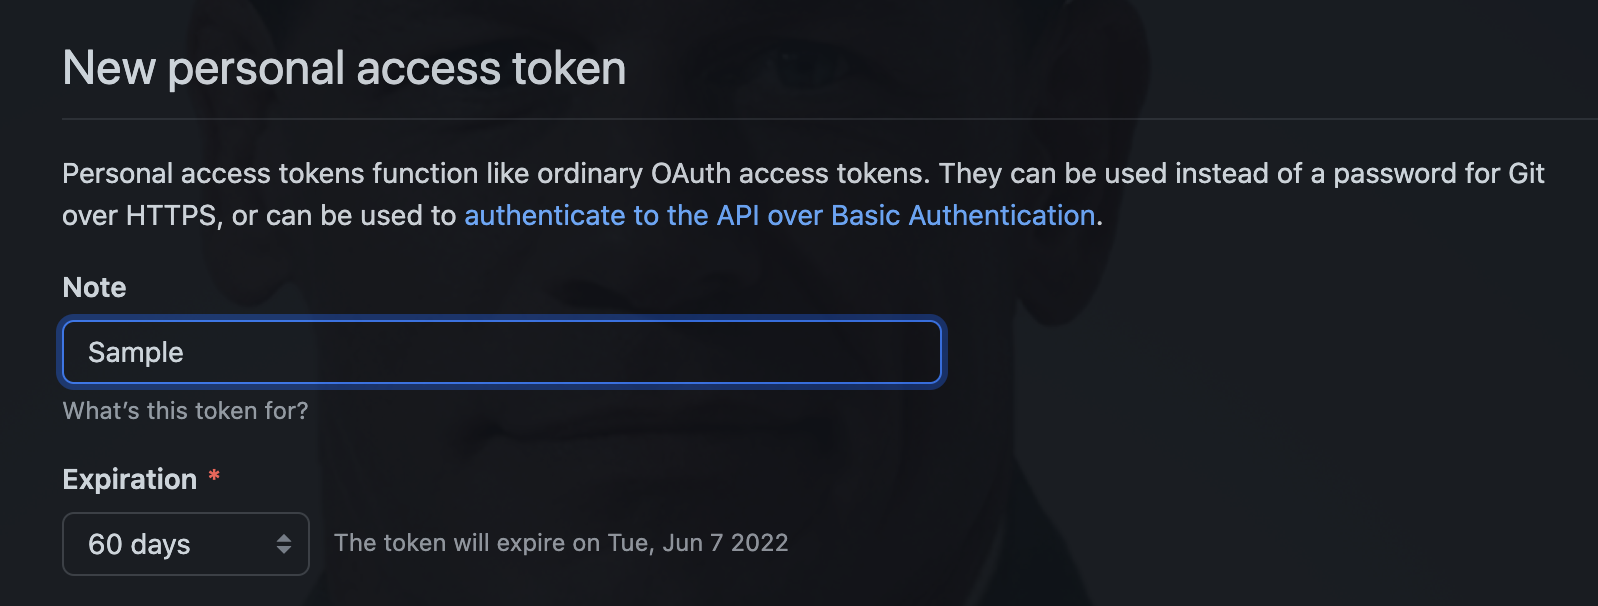 New personal access token
Personal access tokens function like ordinary OAuth access tokens. They can be used instead of a password for Git
over HTTPS, or can be used to authenticate to the API over Basic Authentication.
Note
Sample
What's this token for?
Expiration *
60 days The token will expire on Tue, Jun 7 2022